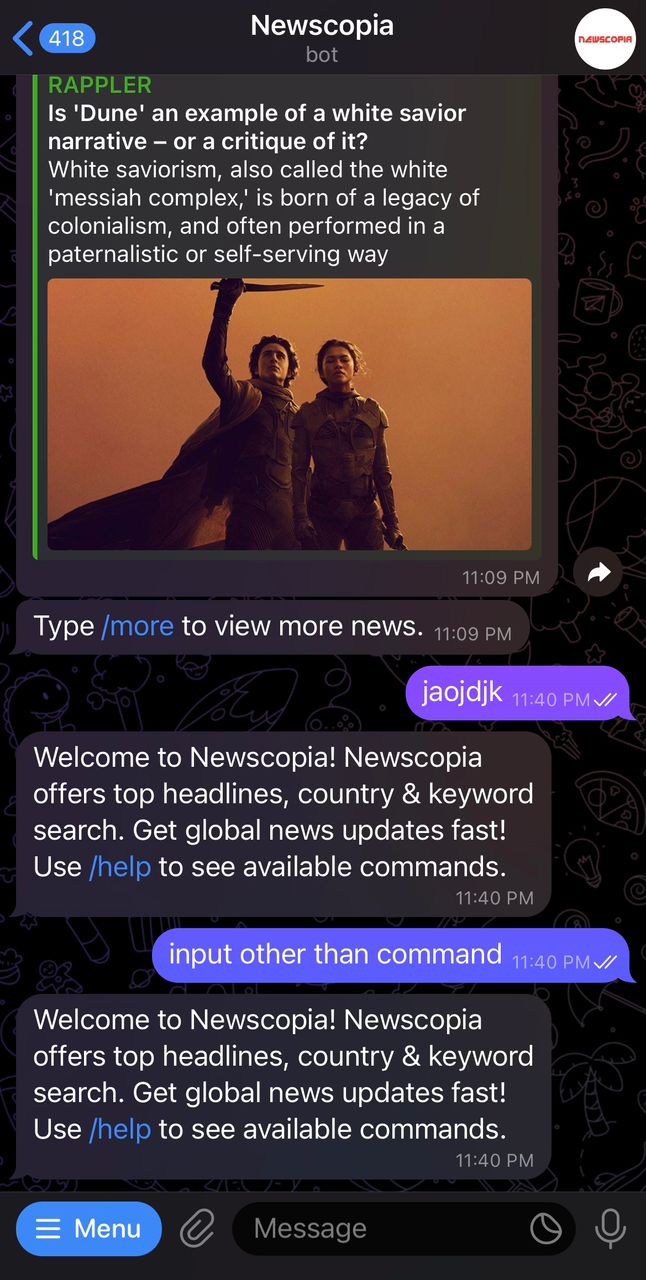 418
Newscopia
bot
NEWSCOPIA
RAPPLER
Is 'Dune' an example of a white savior
narrative – or a critique of it?
White saviorism, also called the white
'messiah complex,' is born of a legacy of
colonialism, and often performed in a
paternalistic or self-serving way
11:09 PM
Type /more to view more news. 11:09 PM
jaojdjk 11:40 PM
Welcome to Newscopia! Newscopia
offers top headlines, country & keyword
search. Get global news updates fast!
Use /help to see available commands.
11:40 PM
input other than command 11:40 PM
Welcome to Newscopia! Newscopia
offers top headlines, country & keyword
search. Get global news updates fast!
Use /help to see available commands.
11:40 PM
Menu
Message